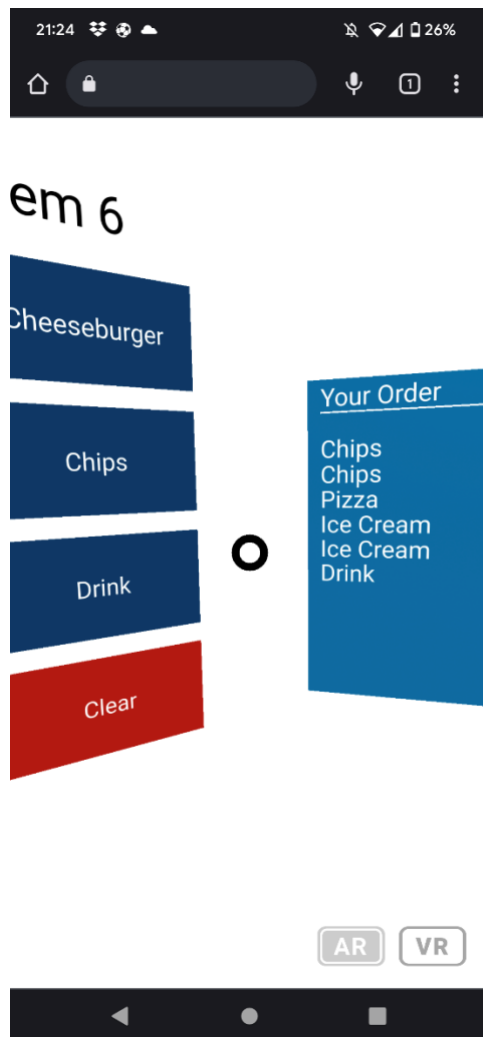 21:24
26%
1
em 6
Cheeseburger
Chips
Drink
Clear
Your Order
Chips
Chips
Pizza
Ice Cream
Ice Cream
Drink
AR
VR